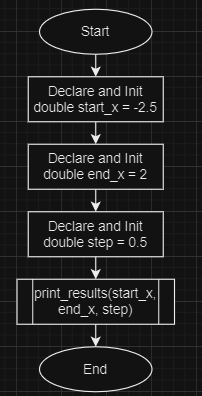 Start
Declare and Init
double start_x = -2.5
Declare and Init
double end_x = 2
Declare and Init
double step = 0.5
print_results(start_x,
end_x, step)
End